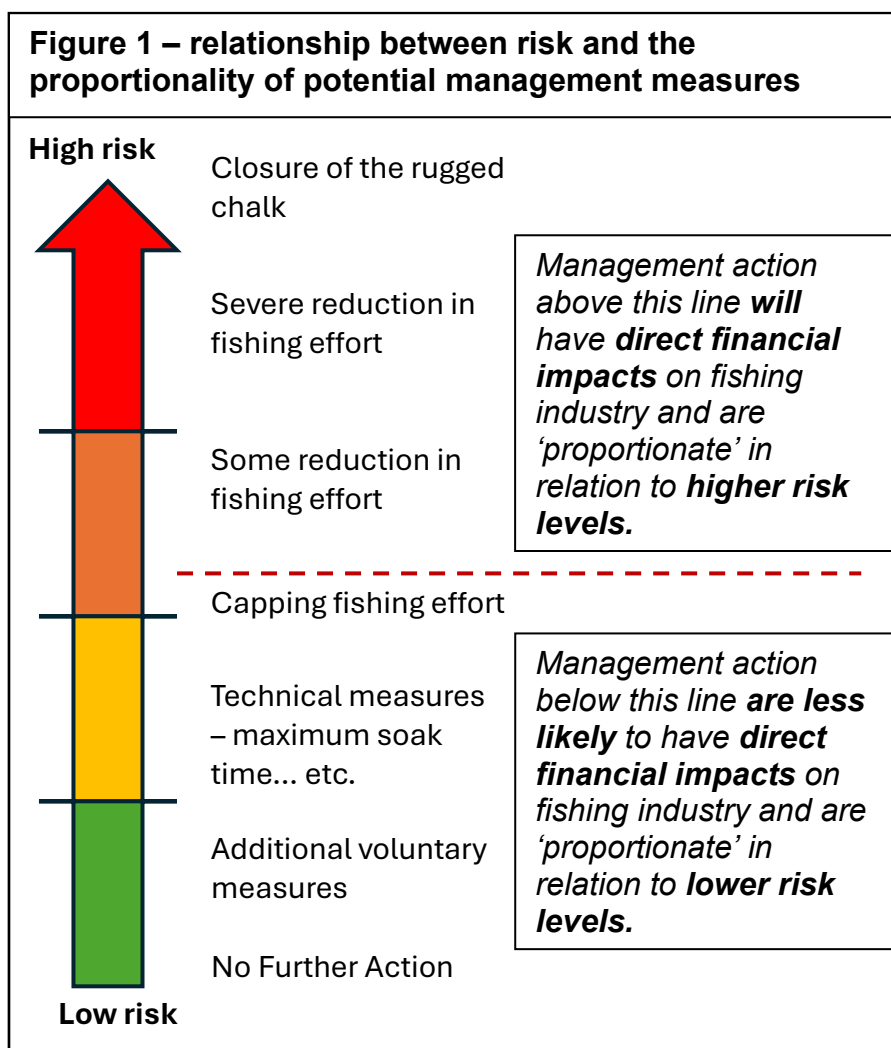 Figure 1 – relationship between risk and the
proportionality of potential management measures
High risk
Closure of the rugged
chalk
Severe reduction in
fishing effort
Management action
above this line will
have direct financial
impacts on fishing
industry and are
‘proportionate’ in
relation to higher risk
levels.
Some reduction in
fishing effort
Capping fishing effort
Technical measures
– maximum soak
time... etc.
Management action
below this line are less
likely to have direct
financial impacts on
fishing industry and are
‘proportionate’ in
relation to lower risk
levels.
Additional voluntary
measures
No Further Action
Low risk